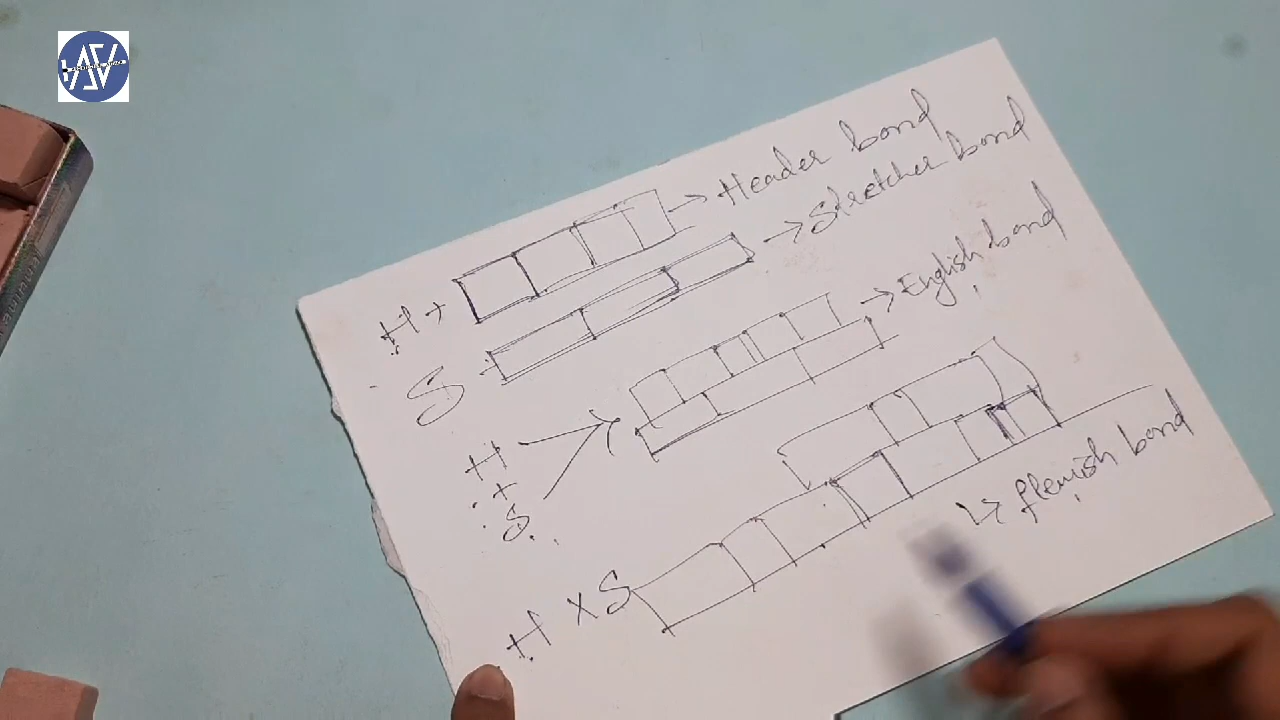 H → Header bond
S → Stretcher bond
H
+
S → English bond
H × S → flemish bond